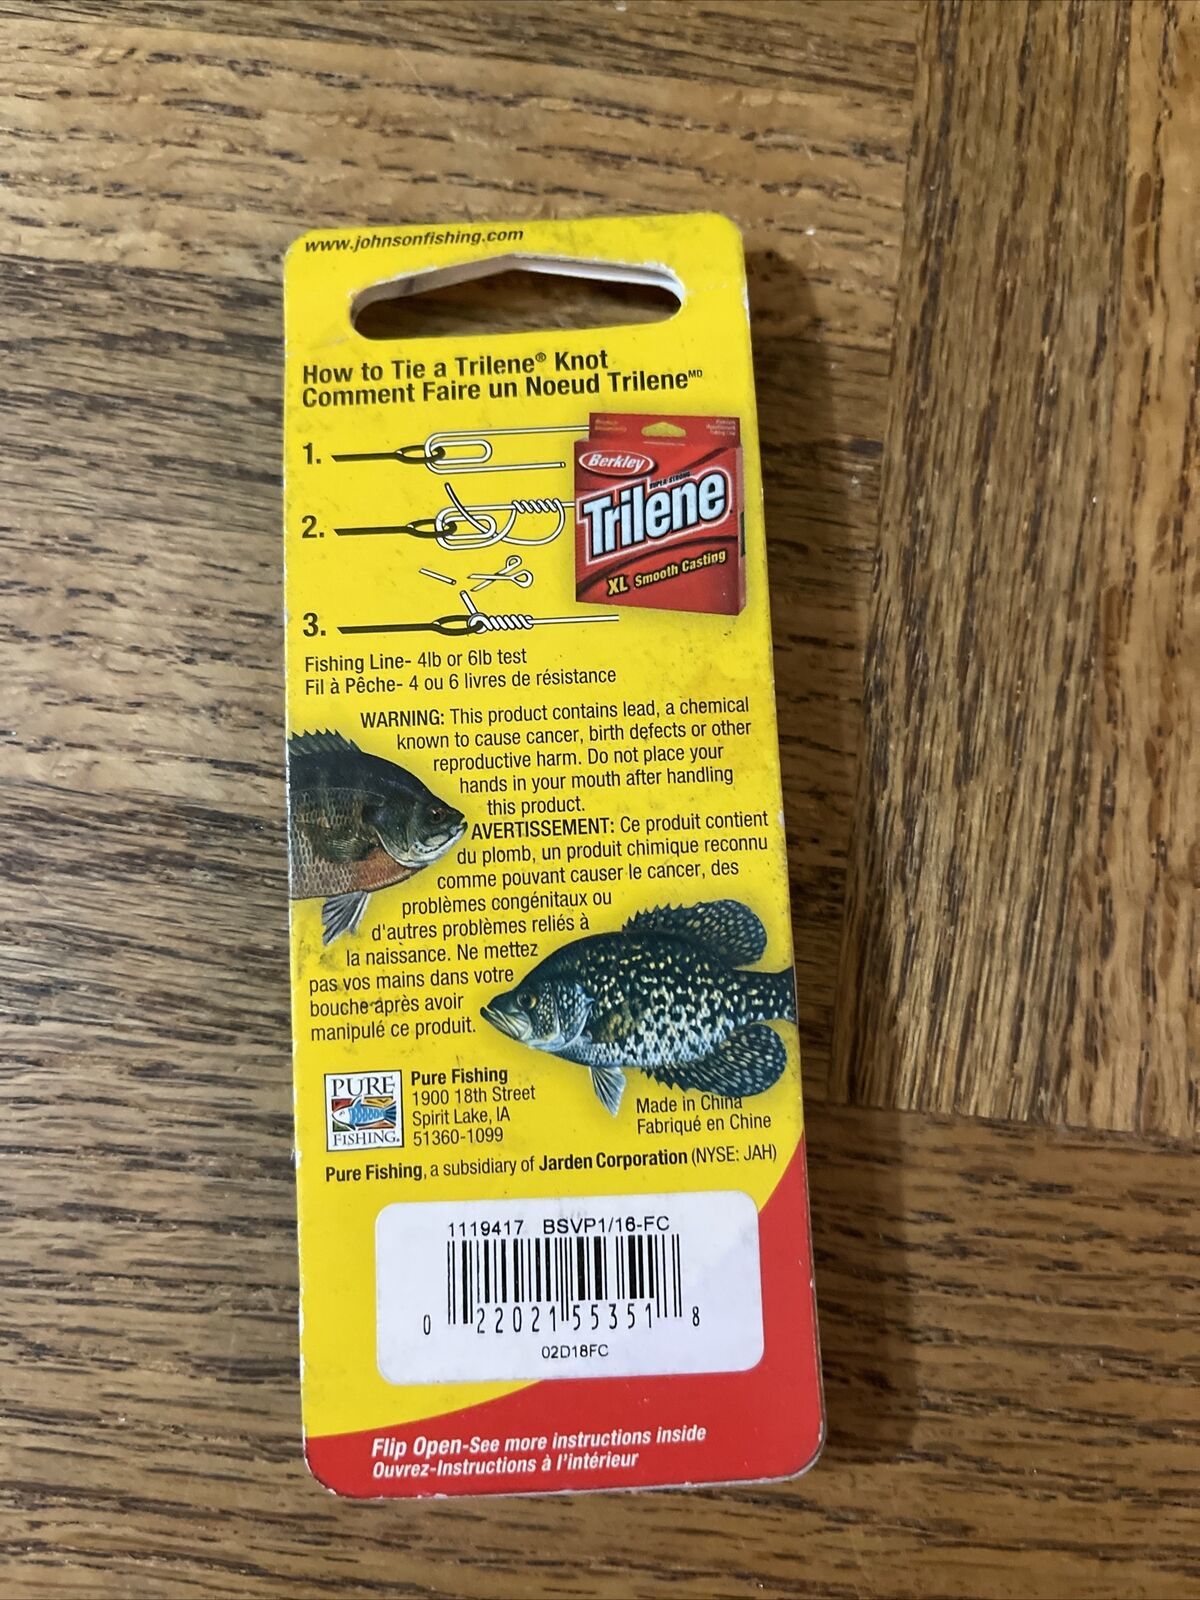 www.johnsonfishing.com
How to Tie a Trilene® Knot
Comment Faire un Noeud Trilene MD
1.
2.
3.
Berkley
SUPER STRONG
Trilene
XL Smooth Casting
Fishing Line- 4lb or 6lb test
Fil à Pêche- 4 ou 6 livres de résistance
WARNING: This product contains lead, a chemical
known to cause cancer, birth defects or other
reproductive harm. Do not place your
hands in your mouth after handling
this product.
AVERTISSEMENT: Ce produit contient
du plomb, un produit chimique reconnu
comme pouvant causer le cancer, des
problèmes congénitaux ou
d'autres problèmes reliés à
la naissance. Ne mettez
pas vos mains dans votre
bouche après avoir
manipulé ce produit.
PURE
FISHING®
Pure Fishing
1900 18th Street
Spirit Lake, IA
51360-1099
Made in China
Fabriqué en Chine
Pure Fishing, a subsidiary of Jarden Corporation (NYSE: JAH)
1119417 BSVP1/16-FC
0 22021 55351 8
02D18FC
Flip Open-See more instructions inside
Ouvrez-Instructions à l'intérieur